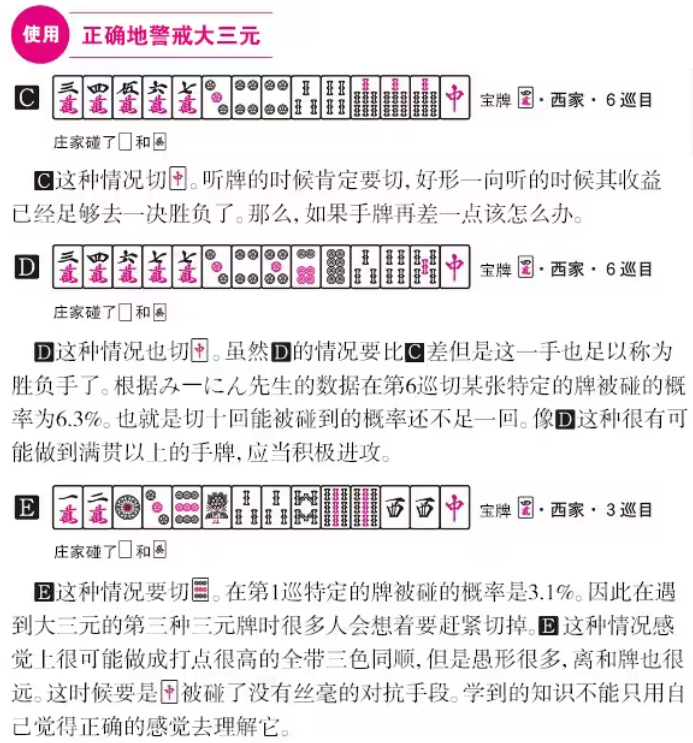 使用 正确地警戒大三元
C 三萬 四萬 五萬 六萬 七萬 中 宝牌 四萬・西家・6巡目
庄家碰了 和 發
C这种情况切中。听牌的时候肯定要切,好形一向听的时候其收益
已经足够去一决胜负了。那么,如果手牌再差一点该怎么办。
D 三萬 四萬 六萬 七萬 七萬 中 宝牌 四萬・西家・6巡目
庄家碰了 和 發
D这种情况也切中。虽然D的情况要比C差但是这一手也足以称为
胜负手了。根据み一にん先生的数据在第6巡切某张特定的牌被碰的概
率为6.3%。也就是切十回能被碰到的概率还不足一回。像D这种很有可
能做到满贯以上的手牌,应当积极进攻。
E 一萬 二萬 西 西 中 宝牌 四萬・西家・3巡目
庄家碰了 和 發
E这种情况要切。在第1巡特定的牌被碰的概率是3.1%。因此在遇
到大三元的第三种三元牌时很多人会想着要赶紧切掉。E这种情况感
觉上很可能做成打点很高的全带三色同顺,但是愚形很多,离和牌也很
远。这时候要是中被碰了没有丝毫的对抗手段。学到的知识不能只用自
己觉得正确的感觉去理解它。